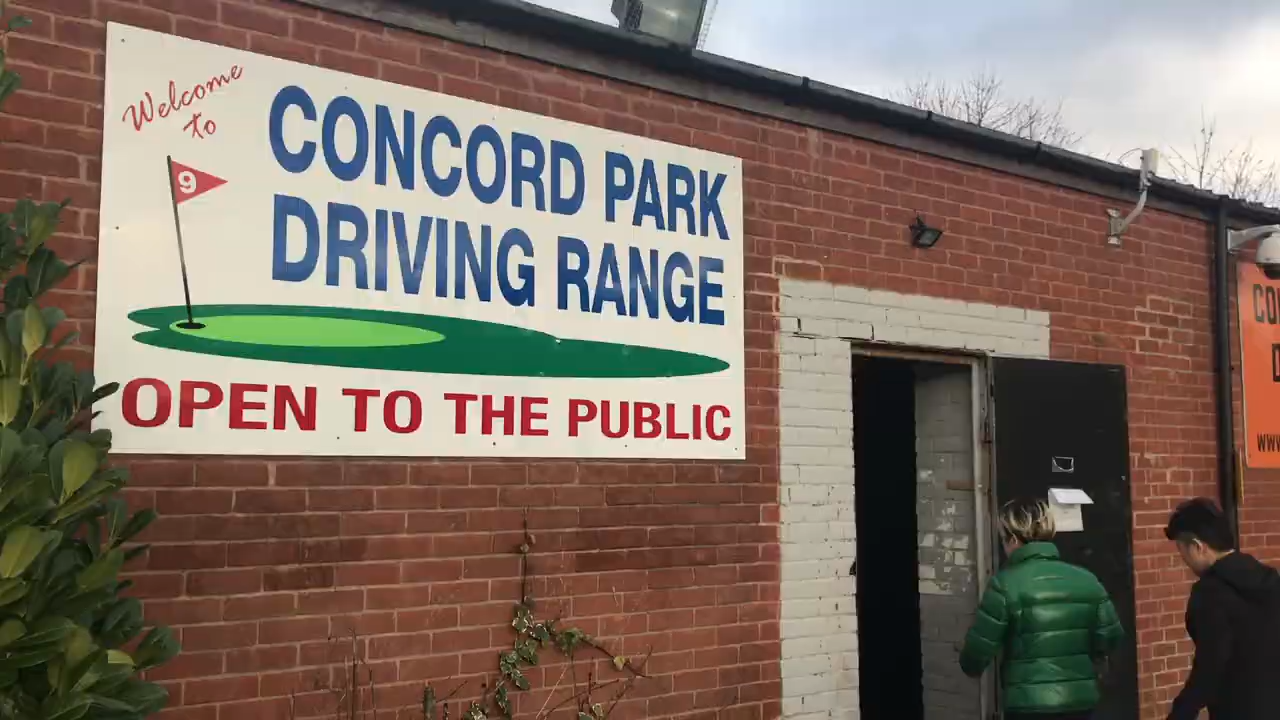 Welcome
to
9
CONCORD PARK
DRIVING RANGE
OPEN TO THE PUBLIC